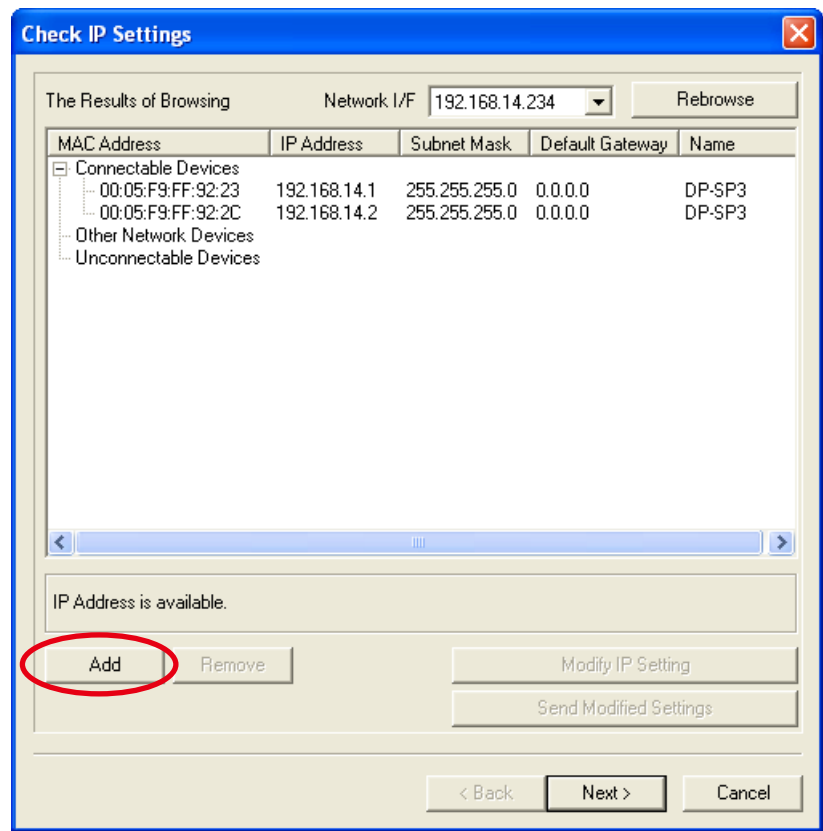 Check IP Settings
The Results of Browsing Network I/F 192.168.14.234 Rebrowse
MAC Address IP Address Subnet Mask Default Gateway Name
Connectable Devices
00:05:F9:FF:92:23 192.168.14.1 255.255.255.0 0.0.0.0 DP-SP3
00:05:F9:FF:92:2C 192.168.14.2 255.255.255.0 0.0.0.0 DP-SP3
Other Network Devices
Unconnectable Devices
IP Address is available.
Add Remove Modify IP Setting
Send Modified Settings
< Back Next > Cancel